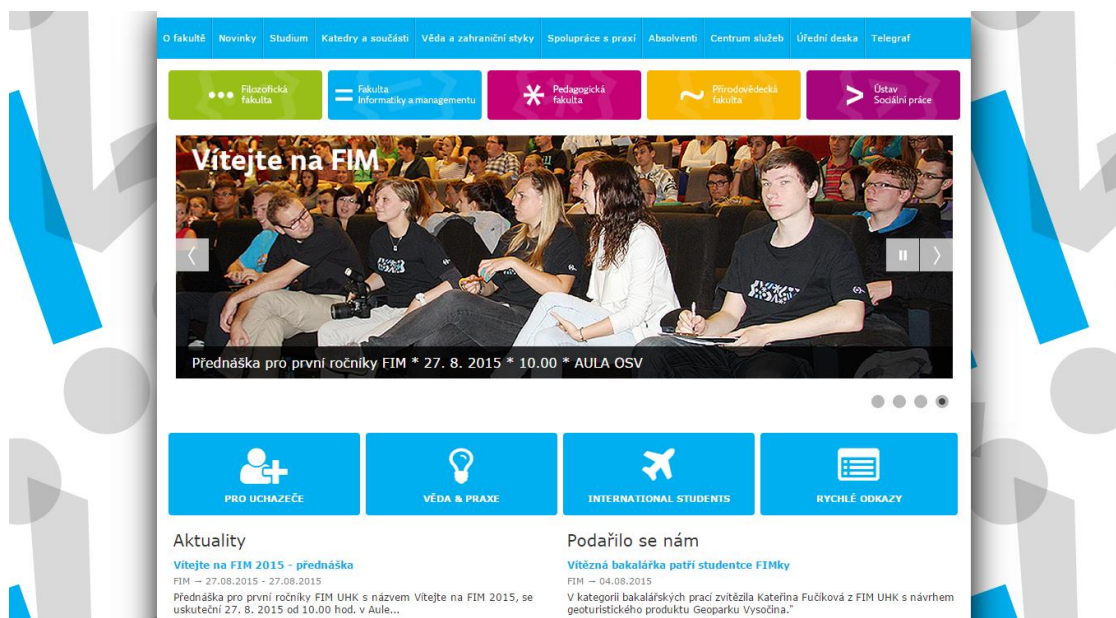 O fakultě Novinky Studium Katedry a součásti Věda a zahraniční styky Spolupráce s praxí Absolventi Centrum služeb Úřední deska Telegraf
Filozofická
fakulta
Fakulta
Informatiky a managementu
Pedagogická
fakulta
Přírodovědecká
fakulta
Ústav
Sociální práce
Vítejte na FIM
Přednáška pro první ročníky FIM * 27. 8. 2015 * 10.00 * AULA OSV
PRO UCHAZEČE
VĚDA & PRAXE
INTERNATIONAL STUDENTS
RYCHLÉ ODKAZY
Aktuality
Vítejte na FIM 2015 - přednáška
FIM → 27.08.2015 - 27.08.2015
Přednáška pro první ročníky FIM UHK s názvem Vítejte na FIM 2015, se
uskuteční 27. 8. 2015 od 10.00 hod. v Aule...
Podařilo se nám
Vítězná bakalářka patří studentce FIMky
FIM → 04.08.2015
V kategorii bakalářských prací zvítězila Kateřina Fučíková z FIM UHK s návrhem
geoturistického produktu Geoparku Vysočina."